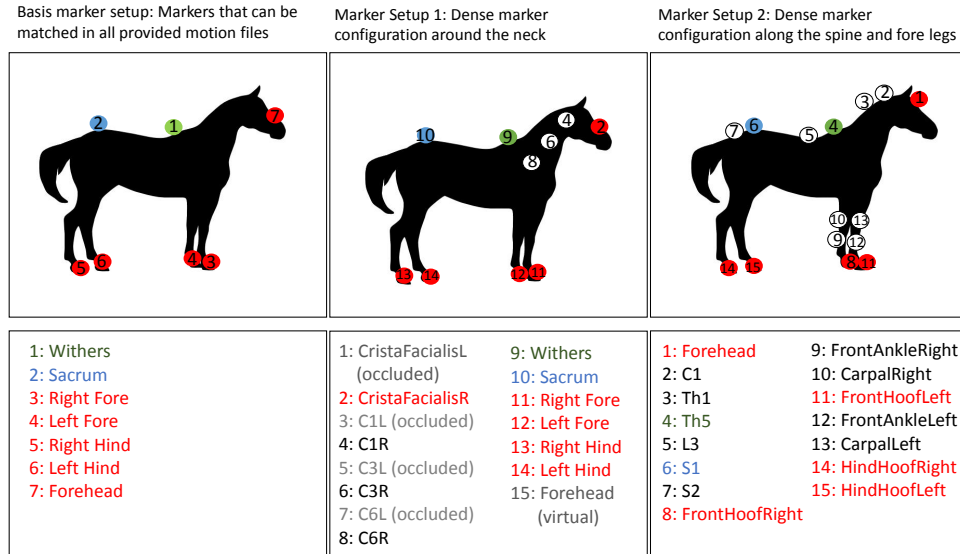 Basis marker setup: Markers that can be
matched in all provided motion files
Marker Setup 1: Dense marker
configuration around the neck
Marker Setup 2: Dense marker
configuration along the spine and fore legs
2
1
7
5
6
4
3
10
9
4
2
6
8
13
14
12
11
7
6
5
4
3
2
1
10
13
9
12
14
15
8
11
1: Withers
2: Sacrum
3: Right Fore
4: Left Fore
5: Right Hind
6: Left Hind
7: Forehead
1: CristaFacialisL
(occluded)
2: CristaFacialisR
3: C1L (occluded)
4: C1R
5: C3L (occluded)
6: C3R
7: C6L (occluded)
8: C6R
9: Withers
10: Sacrum
11: Right Fore
12: Left Fore
13: Right Hind
14: Left Hind
15: Forehead
(virtual)
1: Forehead
2: C1
3: Th1
4: Th5
5: L3
6: S1
7: S2
8: FrontHoofRight
9: FrontAnkleRight
10: CarpalRight
11: FrontHoofLeft
12: FrontAnkleLeft
13: CarpalLeft
14: HindHoofRight
15: HindHoofLeft